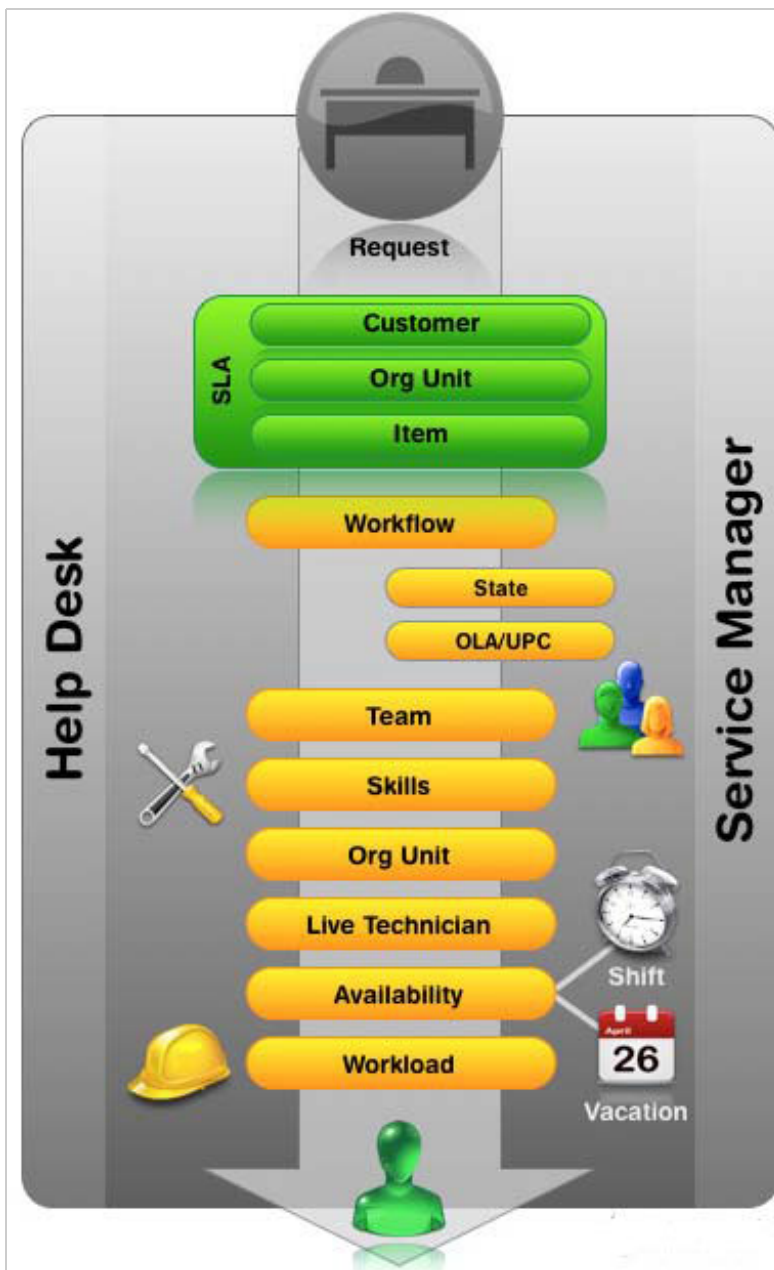 Request
SLA
Customer
Org Unit
Item
Workflow
State
OLA/UPC
Team
Skills
Org Unit
Live Technician
Availability
Shift
April
26
Vacation
Workload
Help Desk
Service Manager